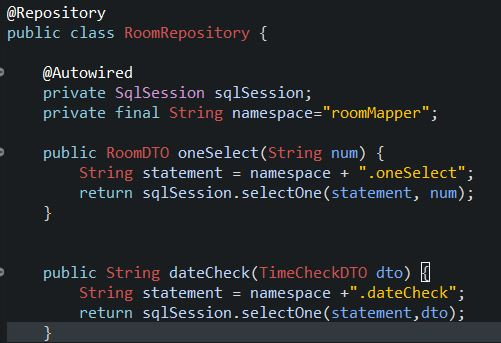 @Repository
public class RoomRepository {
@Autowired
private SqlSession sqlSession;
private final String namespace="roomMapper";
public RoomDTO oneSelect(String num) {
String statement = namespace + ".oneSelect";
return sqlSession.selectOne(statement, num);
}
public String dateCheck(TimeCheckDTO dto) {
String statement = namespace +".dateCheck";
return sqlSession.selectOne(statement,dto);
}